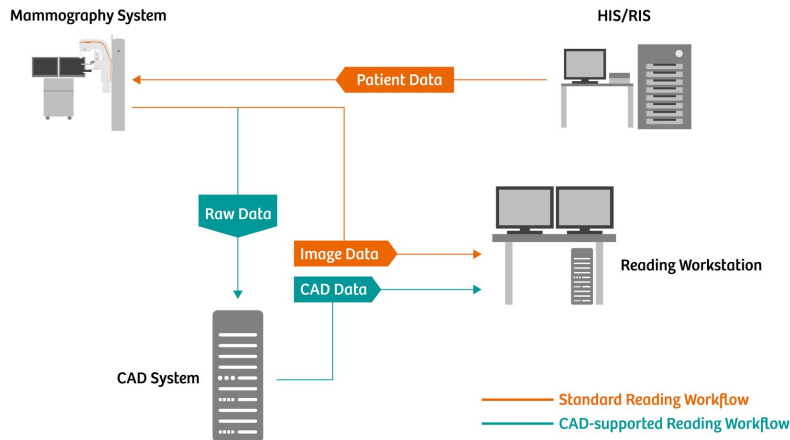 Mammography System
HIS/RIS
Patient Data
Raw Data
Image Data
Reading Workstation
CAD Data
CAD System
Standard Reading Workflow
CAD-supported Reading Workflow